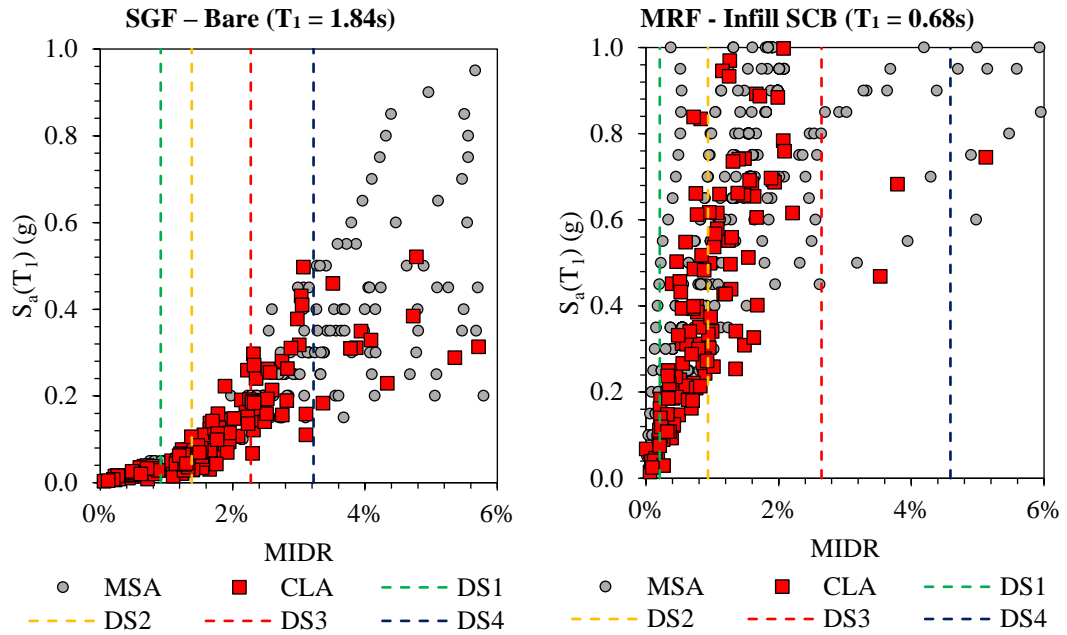 SGF – Bare (T1 = 1.84s)
Sa(T1) (g)
1.0
0.8
0.6
0.4
0.2
0.0
0% 2% 4% 6%
MIDR
MSA CLA DS1
DS2 DS3 DS4
MRF - Infill SCB (T1 = 0.68s)
Sa(T1) (g)
1.0
0.8
0.6
0.4
0.2
0.0
0% 2% 4% 6%
MIDR
MSA CLA DS1
DS2 DS3 DS4